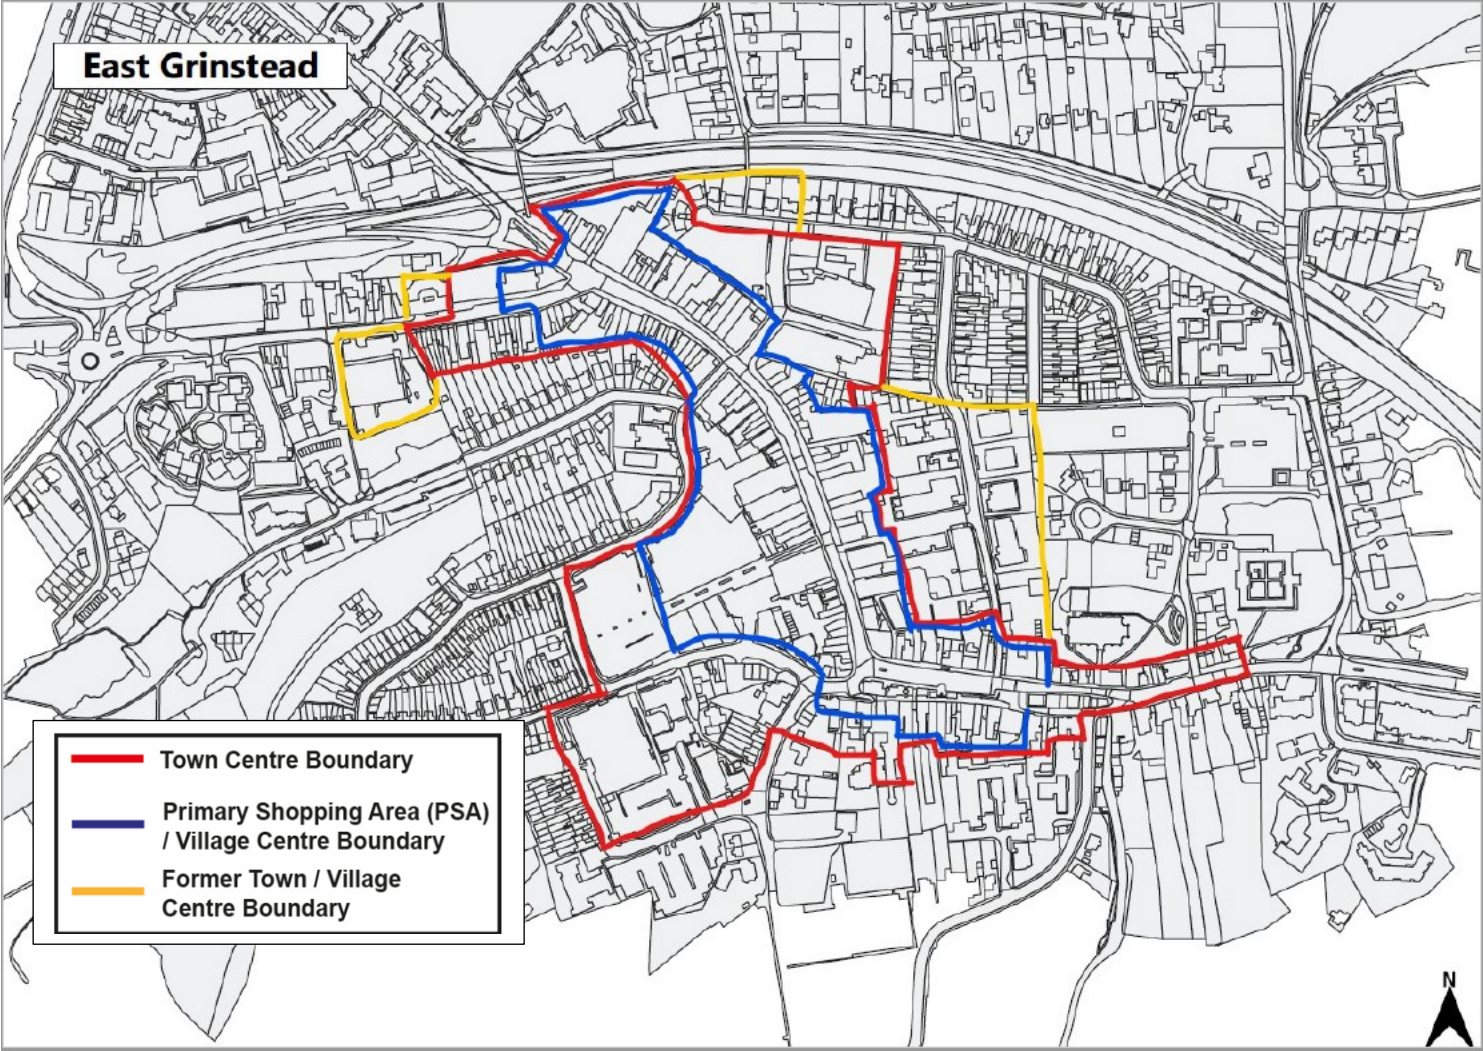 East Grinstead
Town Centre Boundary
Primary Shopping Area (PSA)
/ Village Centre Boundary
Former Town / Village
Centre Boundary
N